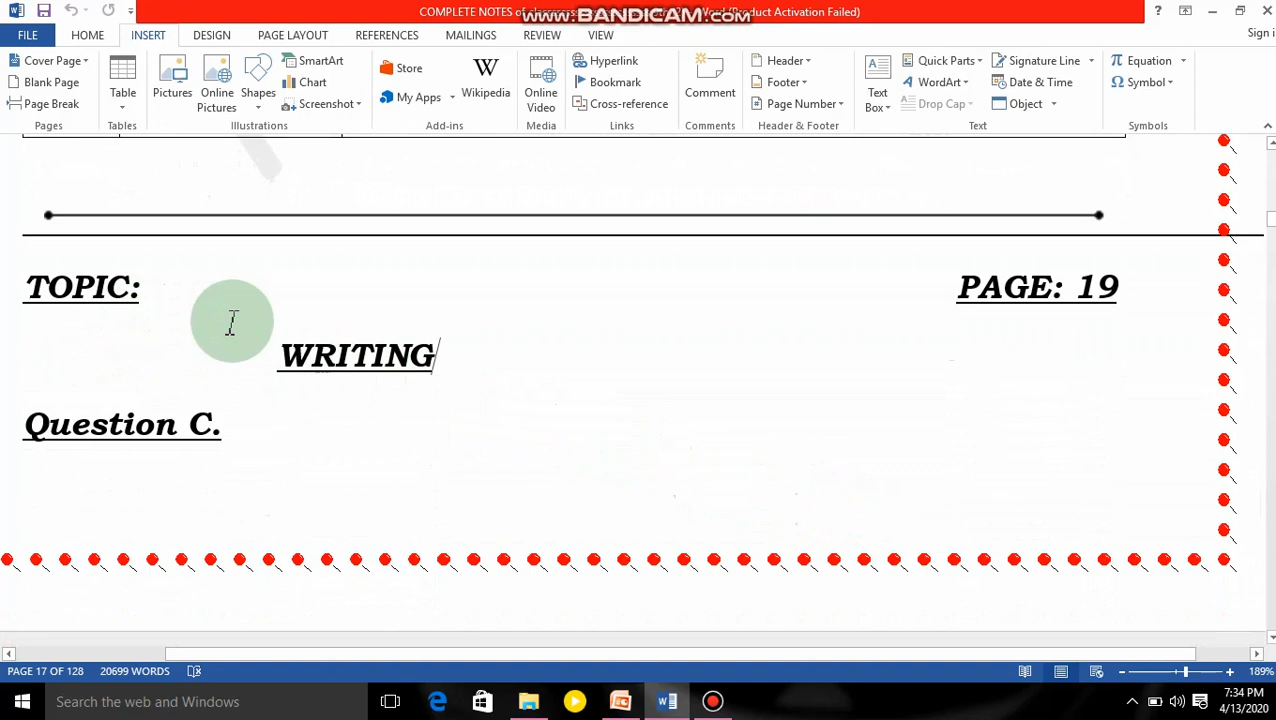 COMPLETE NOTES of class Word (Product Activation Failed)
www.BANDICAM.com
FILE HOME INSERT DESIGN PAGE LAYOUT REFERENCES MAILINGS REVIEW VIEW Sign i
Cover Page
Blank Page
Page Break
Pages
Table
Tables
Pictures
Online Pictures
Shapes
SmartArt
Chart
Screenshot
Illustrations
Store
My Apps
Wikipedia
Add-ins
Online Video
Media
Hyperlink
Bookmark
Cross-reference
Links
Comment
Comments
Header
Footer
Page Number
Header & Footer
Text Box
Quick Parts
WordArt
Drop Cap
Signature Line
Date & Time
Object
Text
Equation
Symbol
Symbols
TOPIC: PAGE: 19
WRITING
Question C.
PAGE 17 OF 128 20699 WORDS 189%
Search the web and Windows
7:34 PM
4/13/2020